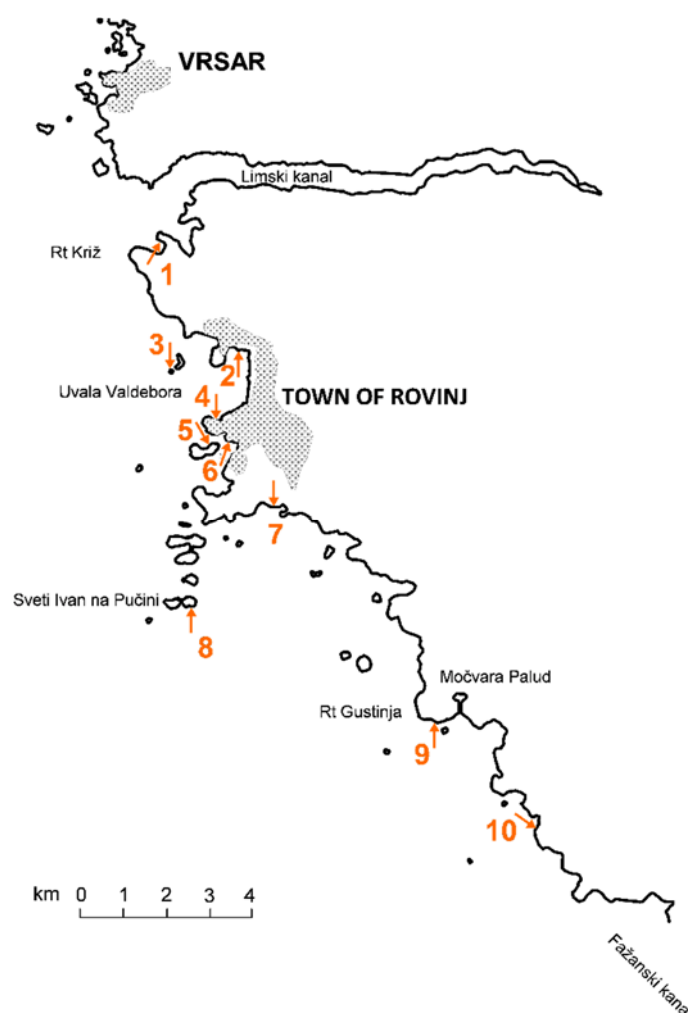 VRSAR
Limski kanal
Rt Križ
1
3
2
Uvala Valdebora
4
TOWN OF ROVINJ
5
6
7
Sveti Ivan na Pučini
8
Močvara Palud
Rt Gustinja
9
10
km 0 1 2 3 4
Fažanski kanal